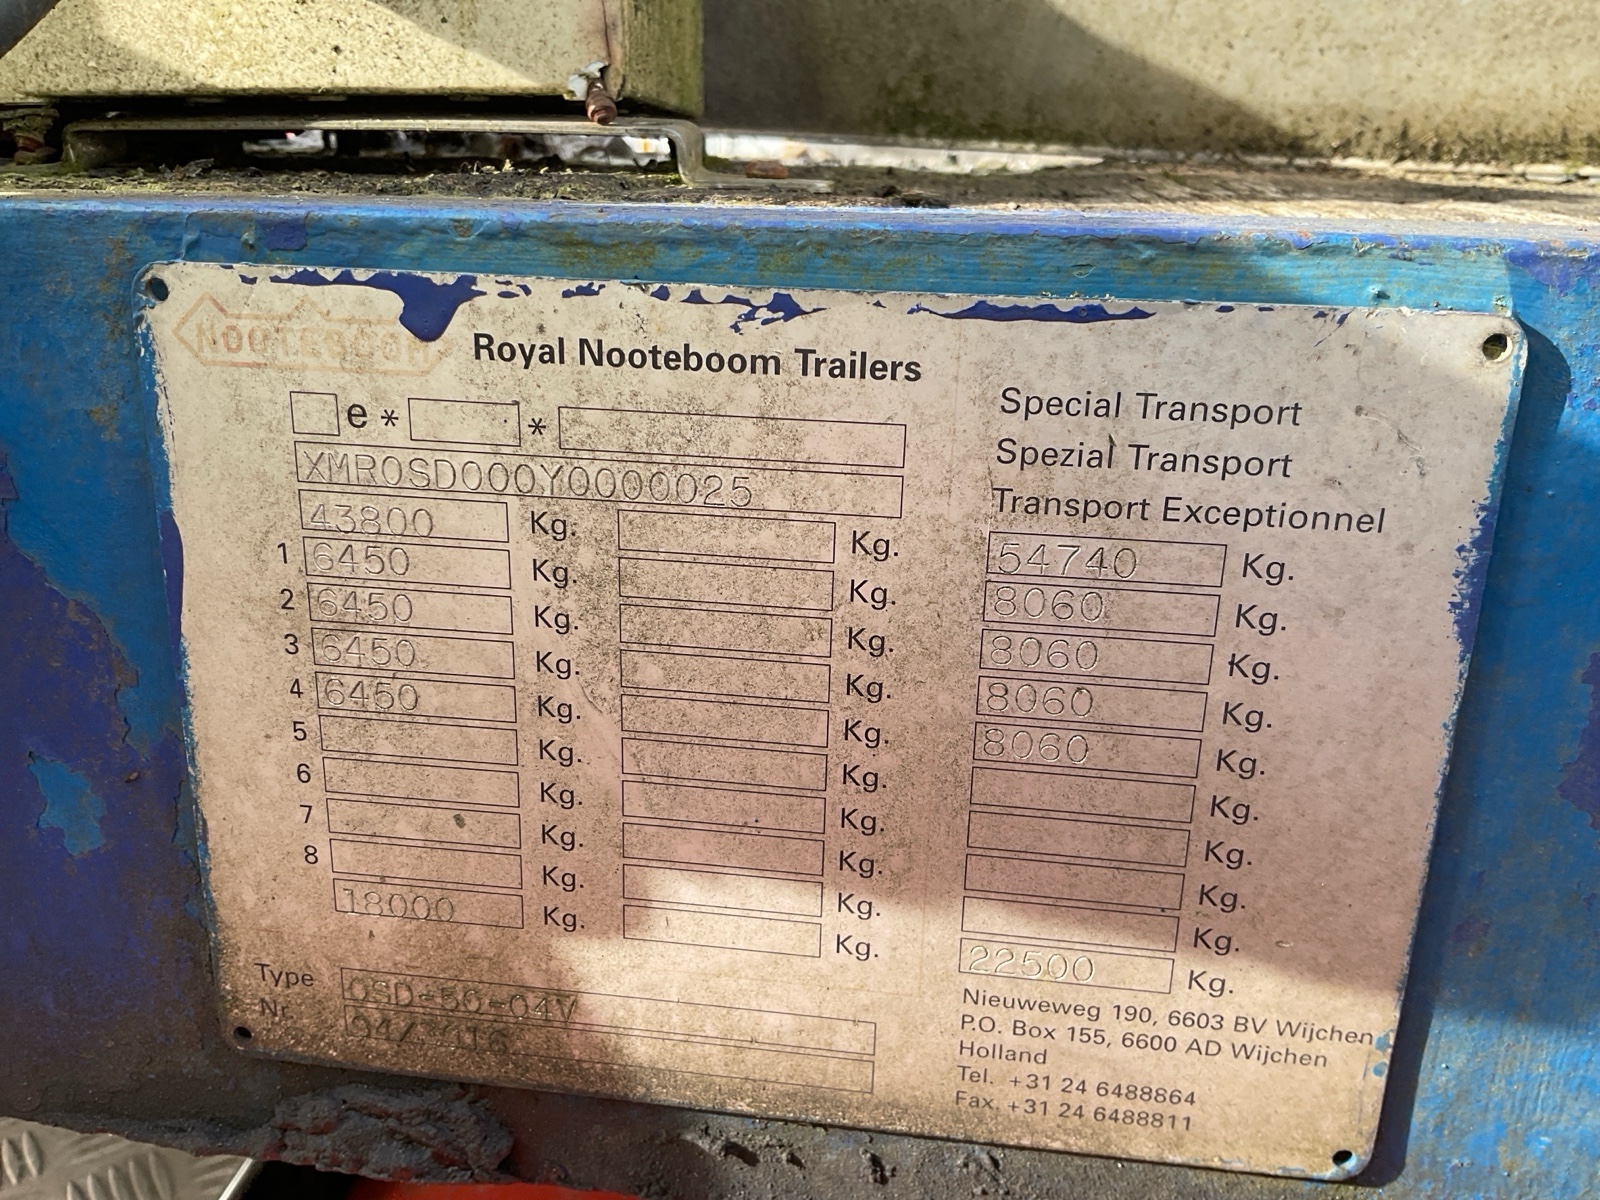 NOOTEBOOM
Royal Nooteboom Trailers
e * *
XMR0SD000Y0000025
43800 Kg. Kg.
1 6450 Kg. Kg.
2 6450 Kg. Kg.
3 6450 Kg. Kg.
4 6450 Kg. Kg.
5 Kg. Kg.
6 Kg. Kg.
7 Kg. Kg.
8 Kg. Kg.
18000 Kg. Kg.
Type OSD-50-04V
Nr.
Special Transport
Spezial Transport
Transport Exceptionnel
54740 Kg.
8060 Kg.
8060 Kg.
8060 Kg.
8060 Kg.
Kg.
Kg.
Kg.
Kg.
22500 Kg.
Nieuweweg 190, 6603 BV Wijchen
P.O. Box 155, 6600 AD Wijchen
Holland
Tel. +31 24 6488864
Fax. +31 24 6488811